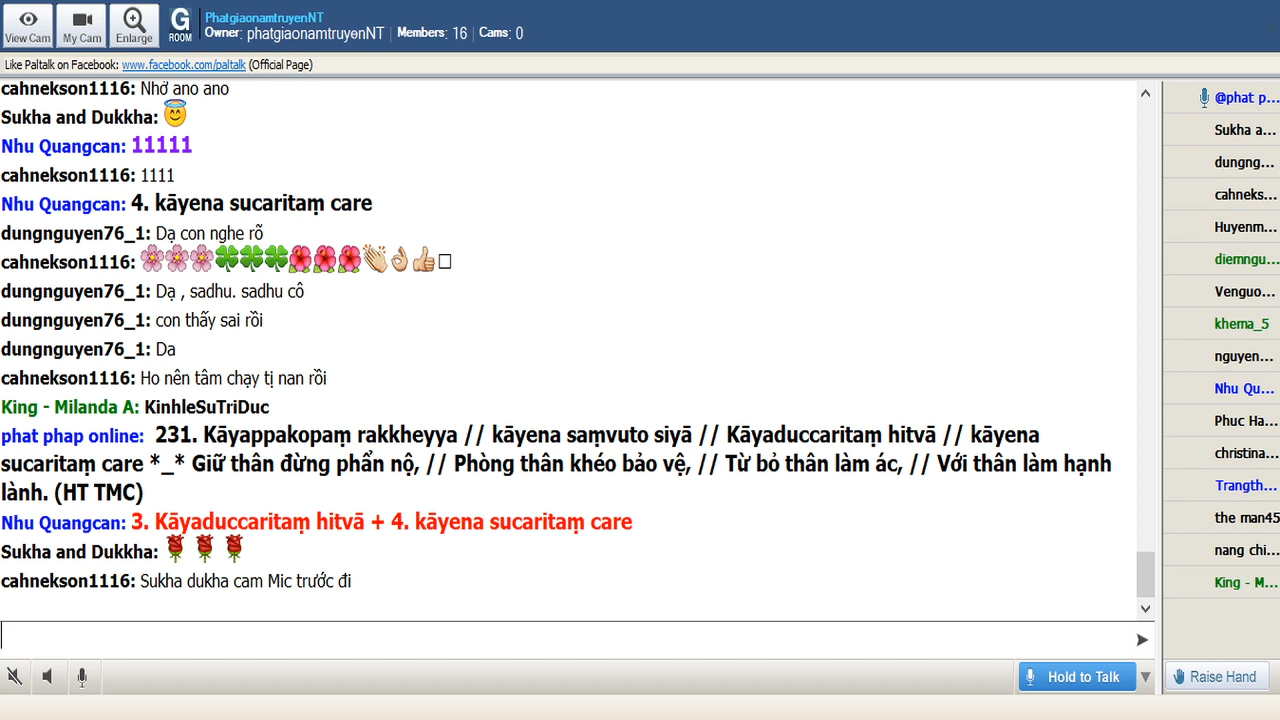 View Cam
My Cam
Enlarge
G
ROOM
PhatgiaonamtruyenNT
Owner: phatgiaonamtruyenNT | Members: 16 | Cams: 0
Like Paltalk on Facebook: www.facebook.com/paltalk (Official Page)
cahnekson1116: Nhở ano ano
Sukha and Dukkha: 😇
Nhu Quangcan: 11111
cahnekson1116: 1111
Nhu Quangcan: 4. kāyena sucaritaṃ care
dungnguyen76_1: Dạ con nghe rõ
cahnekson1116: 🌸🌸🌸🍀🍀🍀🌺🌺🌺👏👌👍□
dungnguyen76_1: Dạ , sadhu. sadhu cô
dungnguyen76_1: con thấy sai rồi
dungnguyen76_1: Da
cahnekson1116: Ho nên tâm chạy tị nan rồi
King - Milanda A: KinhleSuTriDuc
phat phap online: 231. Kāyappakopaṃ rakkheyya // kāyena saṃvuto siyā // Kāyaduccaritaṃ hitvā // kāyena
sucaritaṃ care *_* Giữ thân đừng phẩn nộ, // Phòng thân khéo bảo vệ, // Từ bỏ thân làm ác, // Với thân làm hạnh
lành. (HT TMC)
Nhu Quangcan: 3. Kāyaduccaritaṃ hitvā + 4. kāyena sucaritaṃ care
Sukha and Dukkha: 🌹 🌹 🌹
cahnekson1116: Sukha dukha cam Mic trước đi
@phat p...
Sukha a...
dungng...
cahneks...
Huyenm...
diemngu...
Venguo...
khema_5
nguyen...
Nhu Qu...
Phuc Ha...
christina...
Trangth...
the man45
nang chi...
King - M...
Hold to Talk
Raise Hand